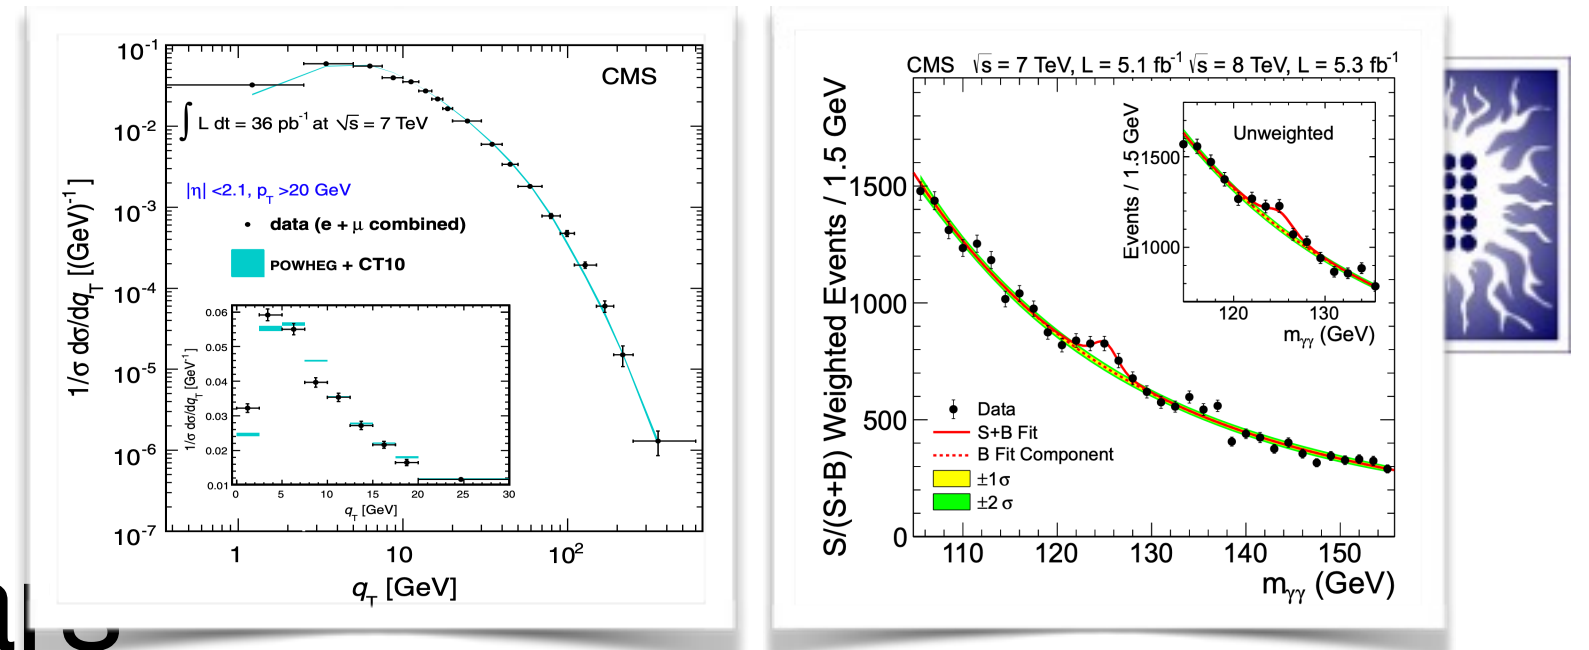 CMS
∫ L dt = 36 pb⁻¹ at √s = 7 TeV
|η| <2.1, p_T >20 GeV
data (e + μ combined)
POWHEG + CT10
1/σ dσ/dq_T [(GeV)⁻¹]
10⁻¹
10⁻²
10⁻³
10⁻⁴
10⁻⁵
10⁻⁶
10⁻⁷
1 10 10²
q_T [GeV]
1/σ dσ/dq_T [GeV⁻¹]
0.06
0.05
0.04
0.03
0.02
0.01
0 5 10 15 20 25 30
q_T [GeV]
CMS √s = 7 TeV, L = 5.1 fb⁻¹ √s = 8 TeV, L = 5.3 fb⁻¹
S/(S+B) Weighted Events / 1.5 GeV
1500
1000
500
0
110 120 130 140 150
m_γγ (GeV)
Unweighted
Events / 1.5 GeV
1500
1000
120 130
m_γγ (GeV)
Data
S+B Fit
B Fit Component
±1σ
±2 σ